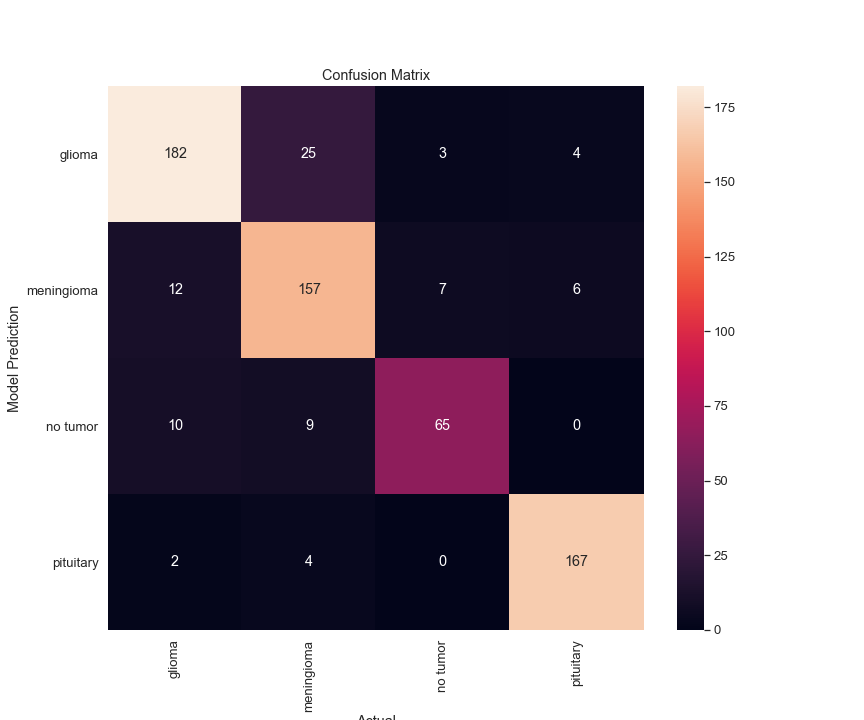 Confusion Matrix
glioma 182 25 3 4
meningioma 12 157 7 6
no tumor 10 9 65 0
pituitary 2 4 0 167
Model Prediction
glioma meningioma no tumor pituitary
Actual
175
150
125
100
75
50
25
0